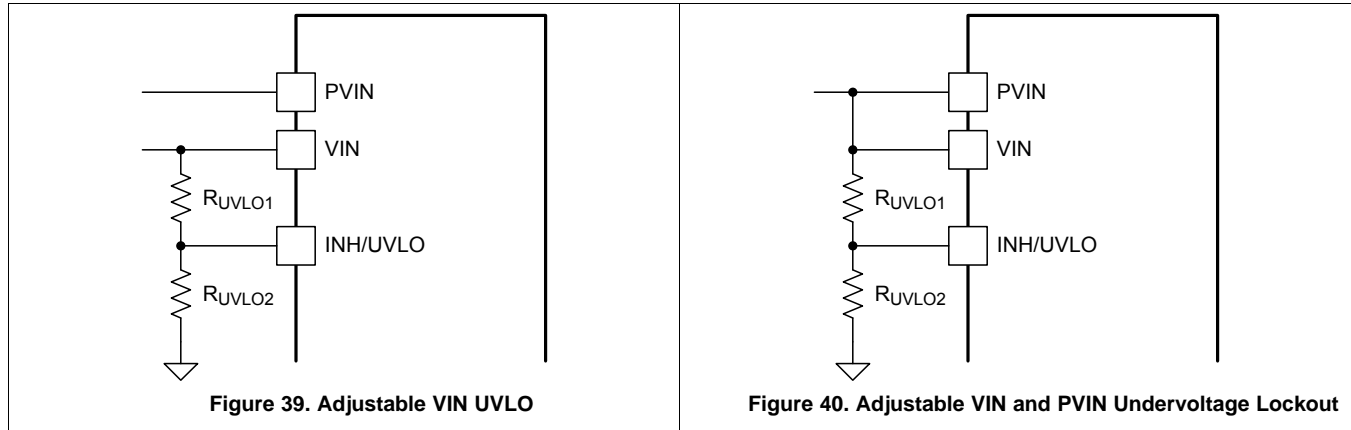 PVIN
VIN
RUVLO1
INH/UVLO
RUVLO2
Figure 39. Adjustable VIN UVLO
PVIN
VIN
RUVLO1
INH/UVLO
RUVLO2
Figure 40. Adjustable VIN and PVIN Undervoltage Lockout